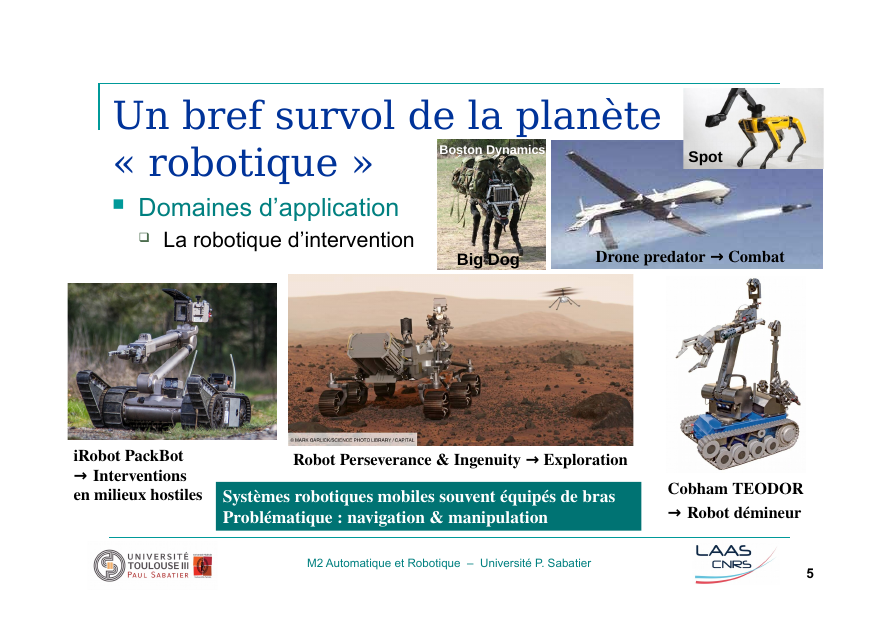 Un bref survol de la planète
« robotique »
Domaines d’application
La robotique d’intervention
Boston Dynamics
Big Dog
Spot
Drone predator → Combat
© MARK GARLICK/SCIENCE PHOTO LIBRARY / CAPITAL
iRobot PackBot
→ Interventions
en milieux hostiles
Robot Perseverance & Ingenuity → Exploration
Cobham TEODOR
→ Robot démineur
Systèmes robotiques mobiles souvent équipés de bras
Problématique : navigation & manipulation
UNIVERSITÉ
TOULOUSE III
PAUL SABATIER
M2 Automatique et Robotique – Université P. Sabatier
LAAS
CNRS
5